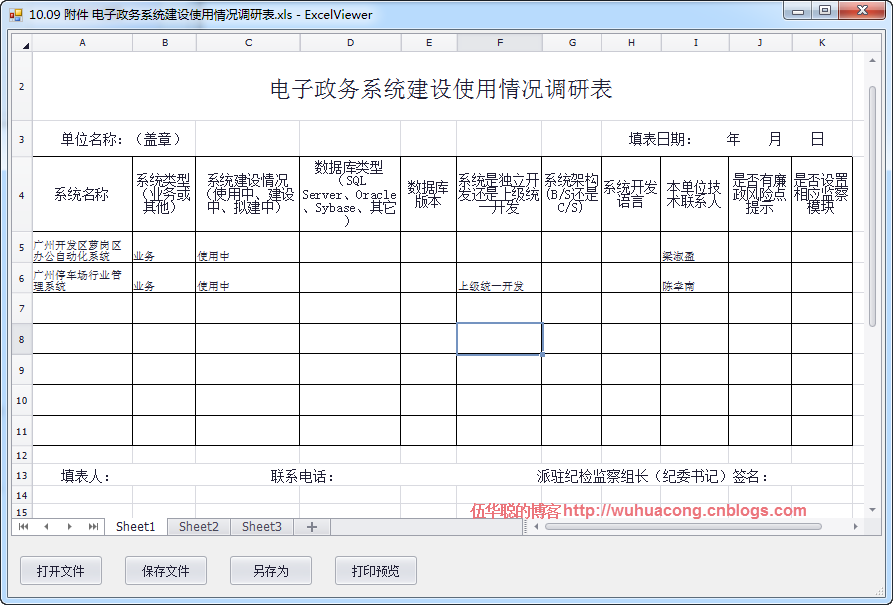 10.09 附件 电子政务系统建设使用情况调研表.xls - ExcelViewer
A B C D E F G H I J K
2
电子政务系统建设使用情况调研表
3 单位名称：（盖章） 填表日期： 年 月 日
4
系统名称
系统类型
（业务或
其他）
系统建设情况
（使用中、建设
中、拟建中）
数据库类型
（SQL
Server、Oracle
、Sybase、其它
）
数据库
版本
系统是独立开
发还是上级统
一开发
系统架构
(B/S还是
C/S)
系统开发
语言
本单位技
术联系人
是否有廉
政风险点
提示
是否设置
相应监察
模块
5
广州开发区萝岗区
办公自动化系统
业务 使用中 梁淑盈
6
广州停车场行业管
理系统
业务 使用中 上级统一开发 陈幸南
7
8
9
10
11
12
13 填表人： 联系电话： 派驻纪检监察组长（纪委书记）签名：
14
15
伍华聪的博客http://wuhuacong.cnblogs.com
Sheet1 Sheet2 Sheet3
打开文件 保存文件 另存为 打印预览